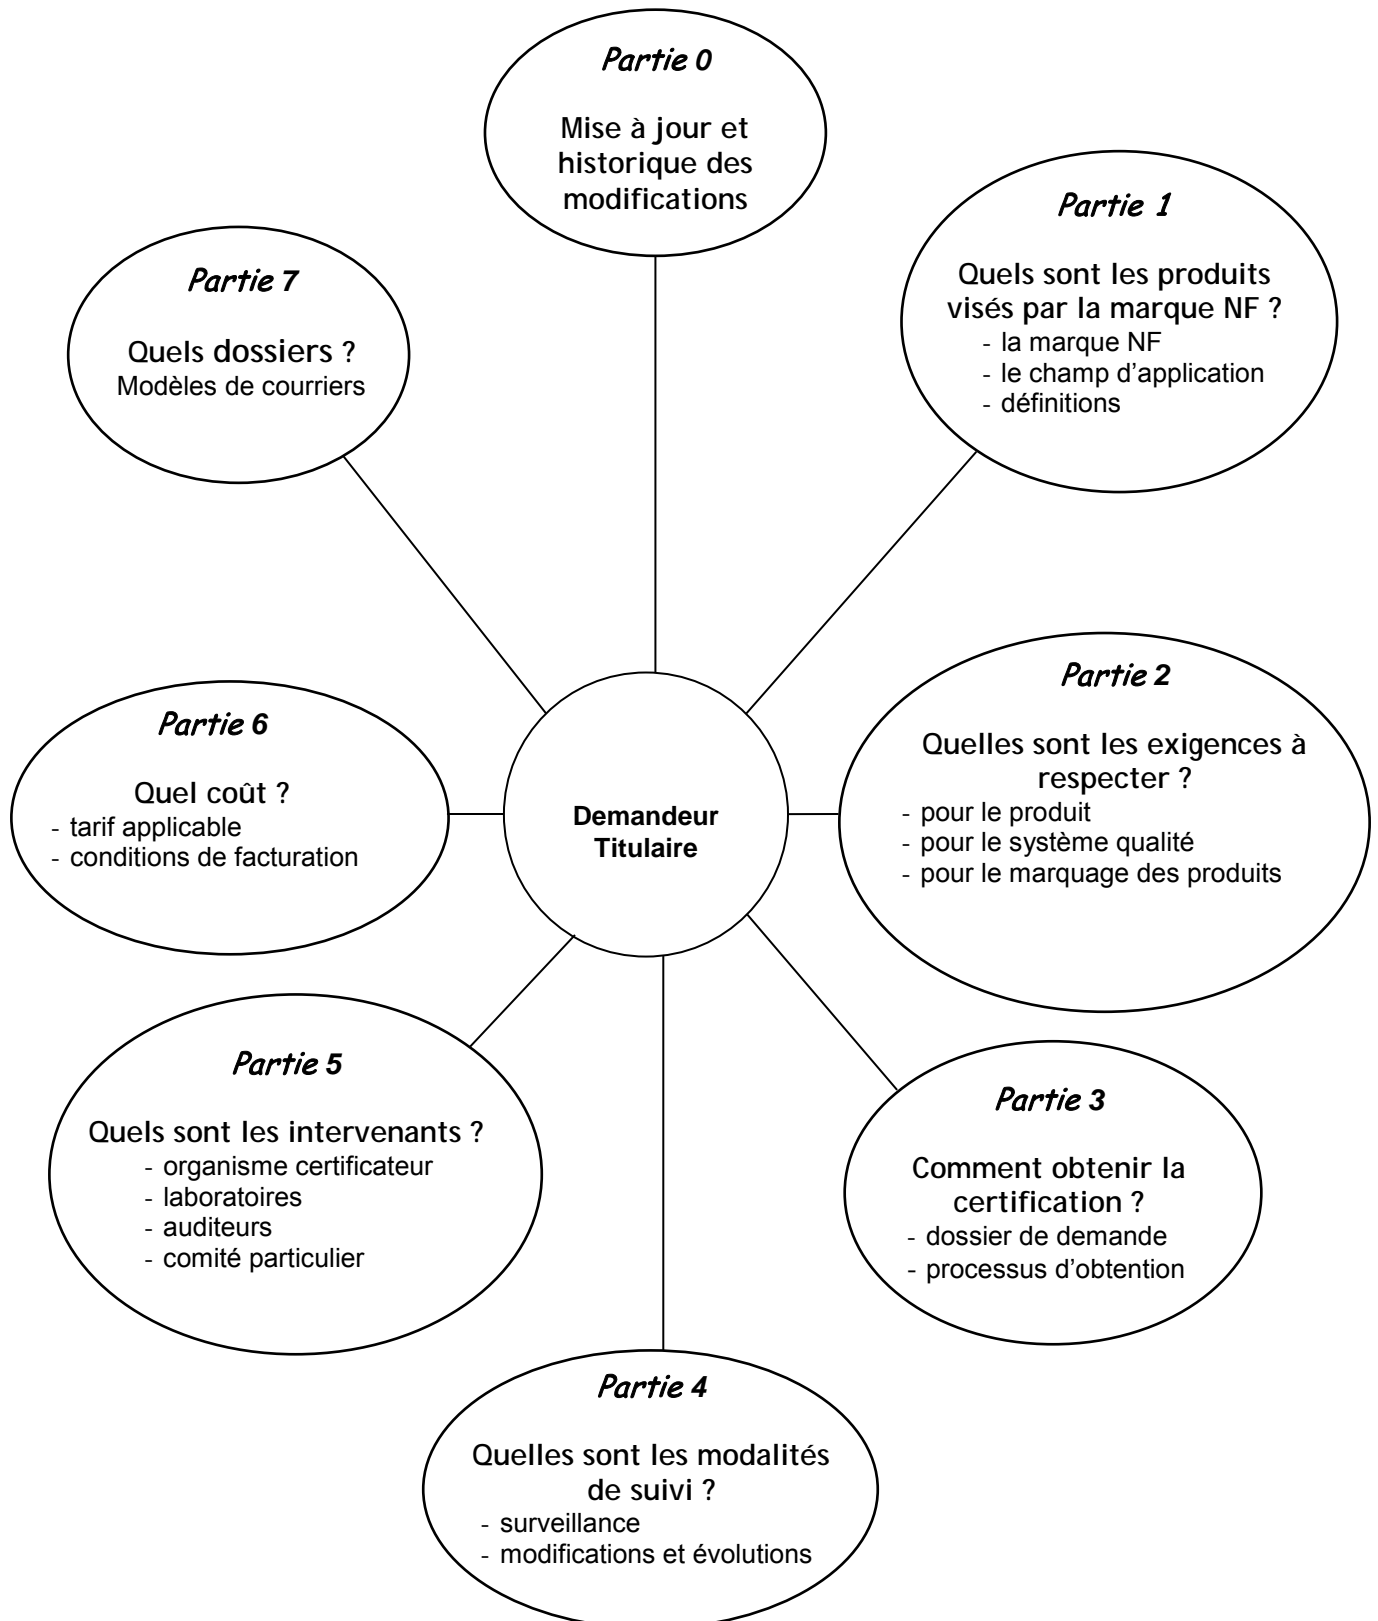 Partie 0
Mise à jour et
historique des
modifications
Partie 1
Quels sont les produits
visés par la marque NF ?
- la marque NF
- le champ d’application
- définitions
Partie 7
Quels dossiers ?
Modèles de courriers
Partie 2
Quelles sont les exigences à
respecter ?
- pour le produit
- pour le système qualité
- pour le marquage des produits
Partie 6
Quel coût ?
- tarif applicable
- conditions de facturation
Demandeur
Titulaire
Partie 5
Quels sont les intervenants ?
- organisme certificateur
- laboratoires
- auditeurs
- comité particulier
Partie 3
Comment obtenir la
certification ?
- dossier de demande
- processus d’obtention
Partie 4
Quelles sont les modalités
de suivi ?
- surveillance
- modifications et évolutions